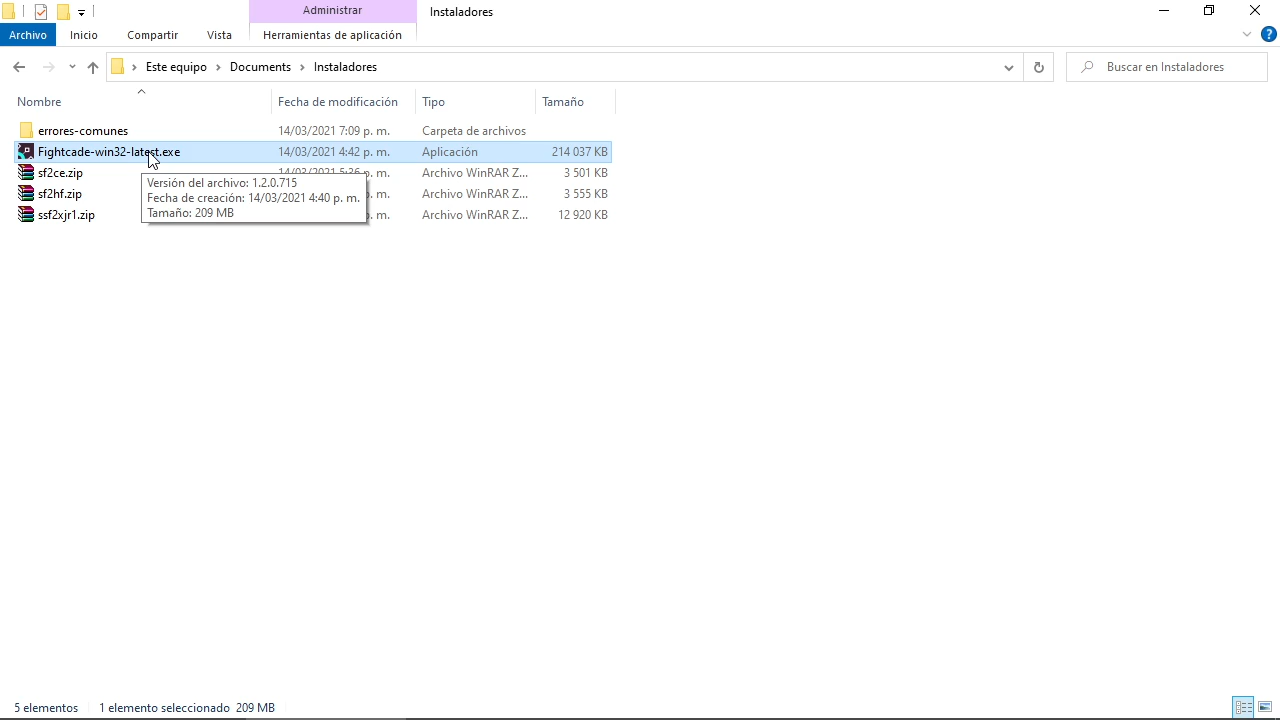 Administrar
Instaladores
Archivo Inicio Compartir Vista Herramientas de aplicación
Este equipo Documents Instaladores
Buscar en Instaladores
Nombre Fecha de modificación Tipo Tamaño
errores-comunes 14/03/2021 7:09 p. m. Carpeta de archivos
Fightcade-win32-latest.exe 14/03/2021 4:42 p. m. Aplicación 214 037 KB
sf2ce.zip Archivo WinRAR Z... 3 501 KB
sf2hf.zip . m. Archivo WinRAR Z... 3 555 KB
ssf2xjr1.zip . m. Archivo WinRAR Z... 12 920 KB
Versión del archivo: 1.2.0.715
Fecha de creación: 14/03/2021 4:40 p. m.
Tamaño: 209 MB
5 elementos 1 elemento seleccionado 209 MB